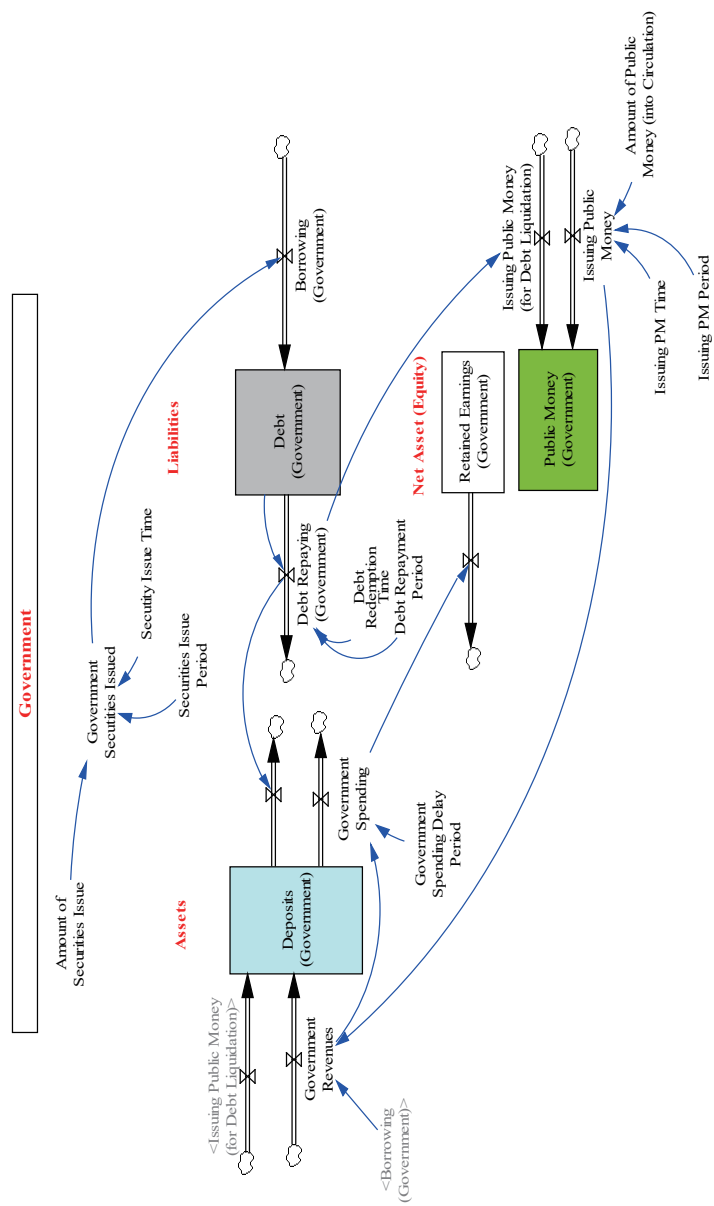 Government
Amount of
Securities Issue
Government
Secutities Issued
Secutity Issue Time
Securities Issue
Period
Assets
Liabilities
<Issuing Public Money
(for Debt Liquidation)>
Deposits
(Government)
Government
Revenues
<Borrowing
(Government)>
Government
Spending
Government
Spending Delay
Period
Debt Repaying
(Government)
Debt
Redemption
Time
Debt Repayment
Period
Debt
(Government)
Borrowing
(Government)
Net Asset (Equity)
Retained Earnings
(Government)
Public Money
(Government)
Issuing Public Money
(for Debt Liquidation)
Issuing Public
Money
Issuing PM Time
Issuing PM Period
Amount of Public
Money (into Circulation)